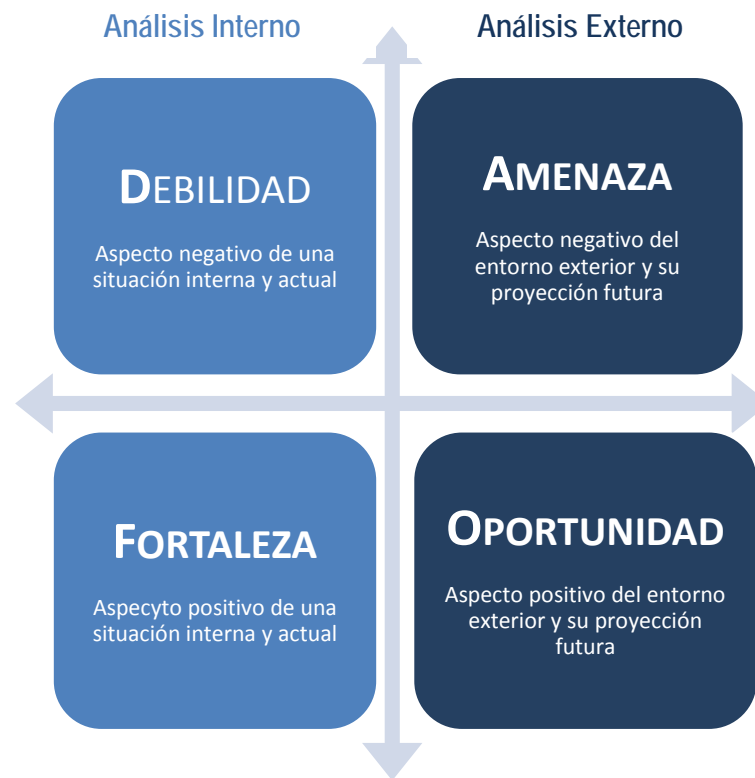 Análisis Interno
Análisis Externo
DEBILIDAD
Aspecto negativo de una
situación interna y actual
AMENAZA
Aspecto negativo del
entorno exterior y su
proyección futura
FORTALEZA
Aspecyto positivo de una
situación interna y actual
OPORTUNIDAD
Aspecto positivo del entorno
exterior y su proyección
futura